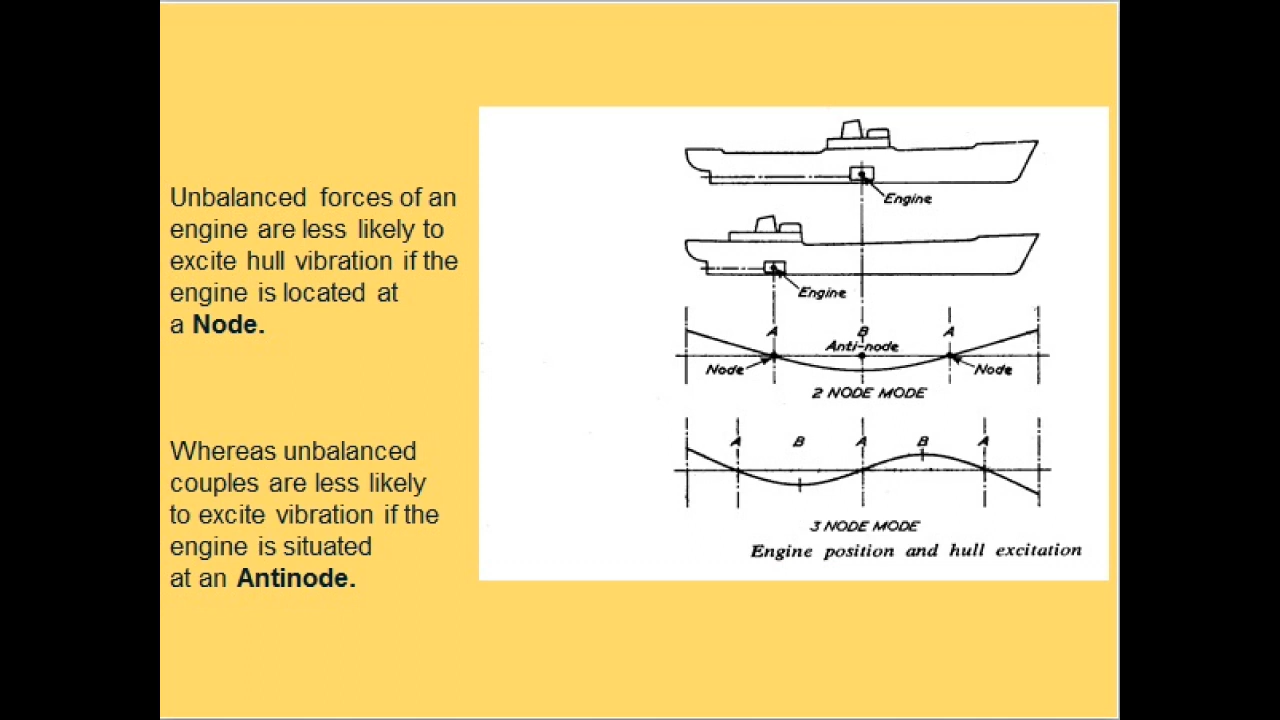 Unbalanced forces of an
engine are less likely to
excite hull vibration if the
engine is located at
a Node.
Whereas unbalanced
couples are less likely
to excite vibration if the
engine is situated
at an Antinode.
Engine
Engine
A B A
Anti-node
Node Node
2 NODE MODE
A B A B A
3 NODE MODE
Engine position and hull excitation